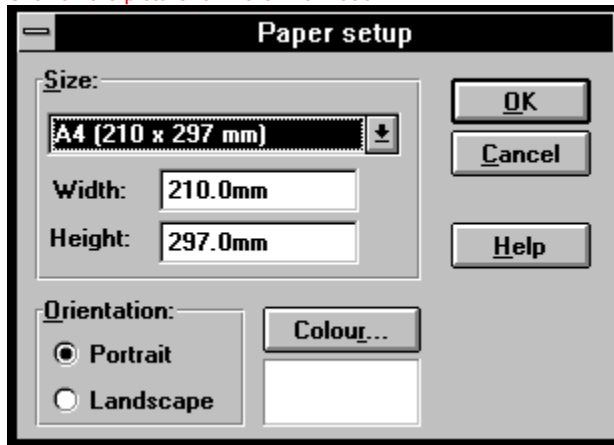 Paper setup
Size:
OK
A4 (210 x 297 mm)
Cancel
Width: 210.0mm
Height: 297.0mm
Help
Orientation:
Colour...
Portrait
Landscape